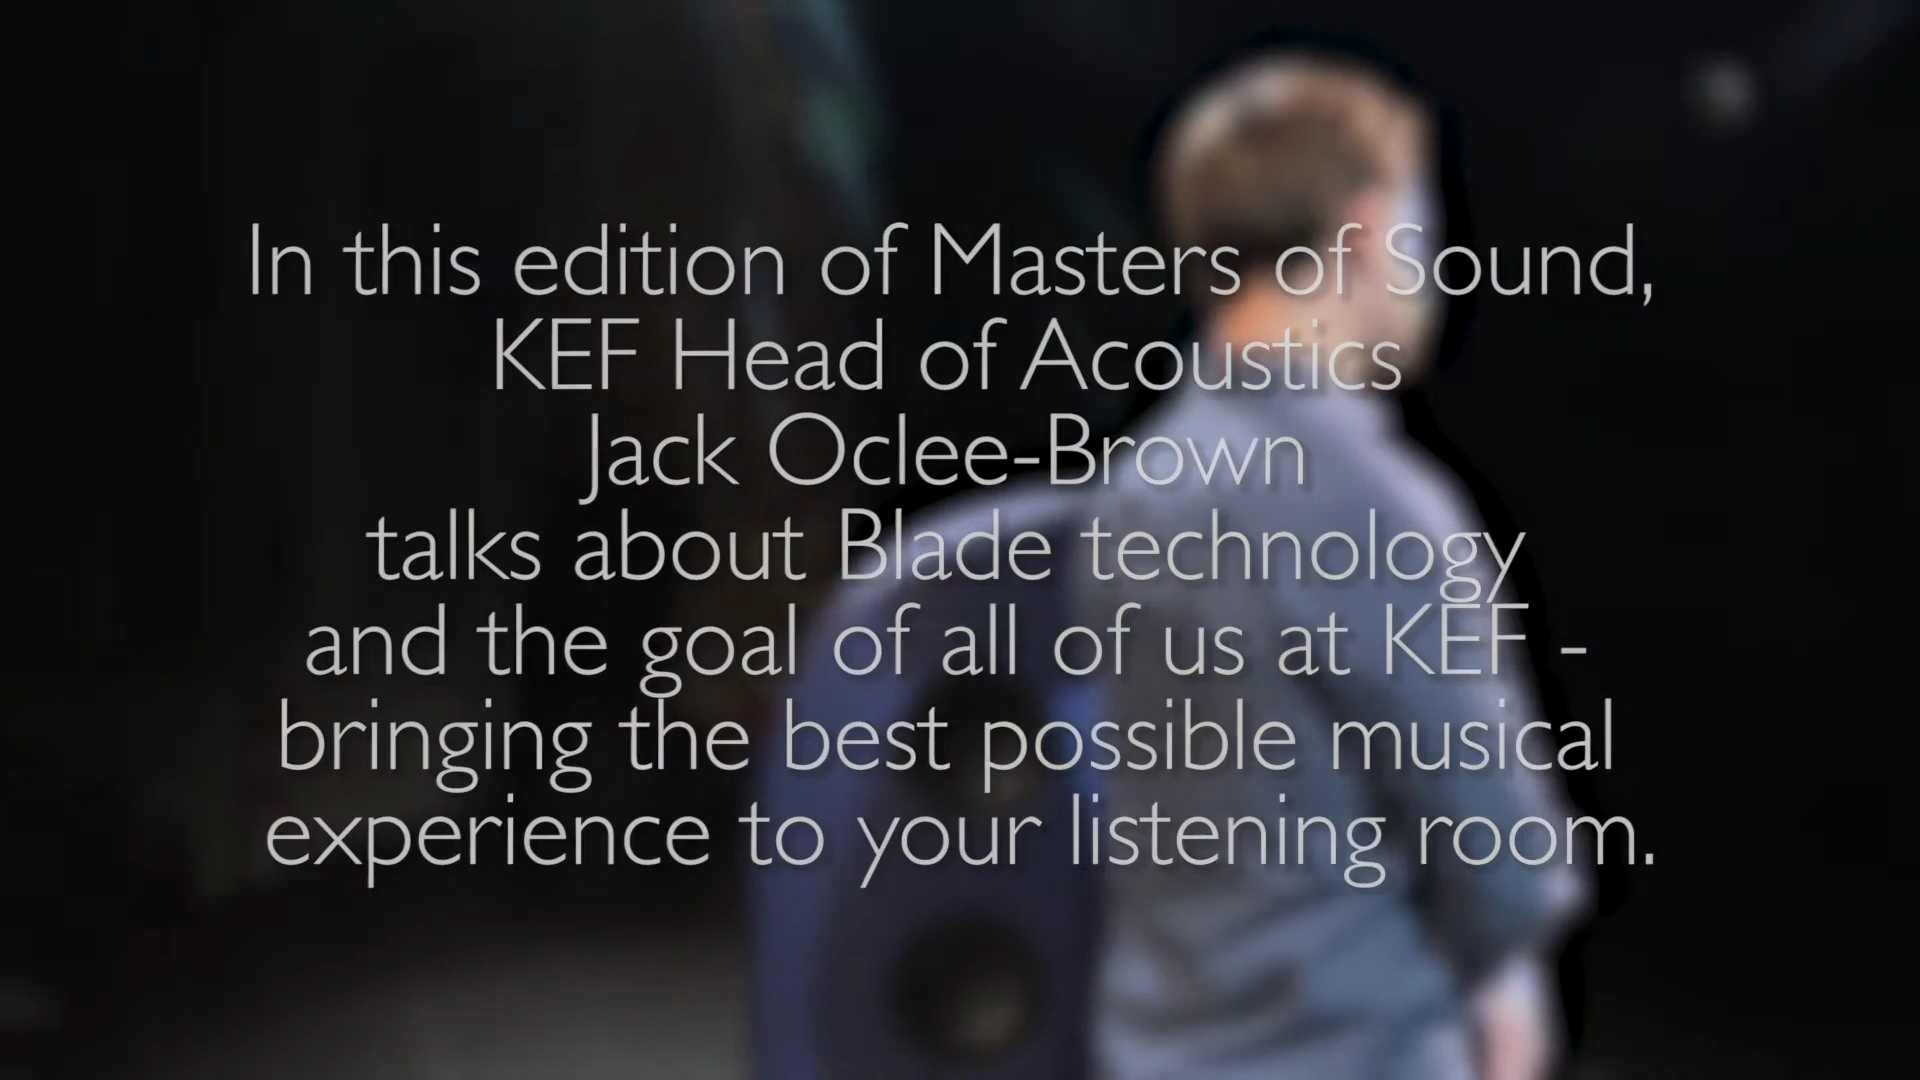 In this edition of Masters of Sound,
KEF Head of Acoustics
Jack Oclee-Brown
talks about Blade technology
and the goal of all of us at KEF -
bringing the best possible musical
experience to your listening room.